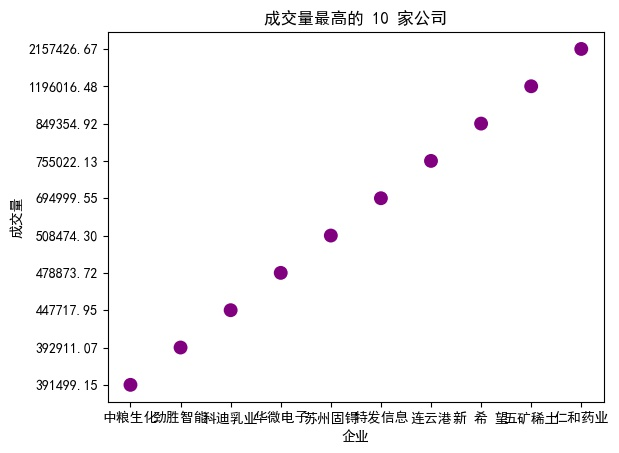 成交量最高的 10 家公司
成交量
2157426.67
1196016.48
849354.92
755022.13
694999.55
508474.30
478873.72
447717.95
392911.07
391499.15
中粮生化 劲胜智能 科迪乳业 华微电子 苏州固锝 特发信息 连云港 新 希 望 五矿稀土 仁和药业
企业